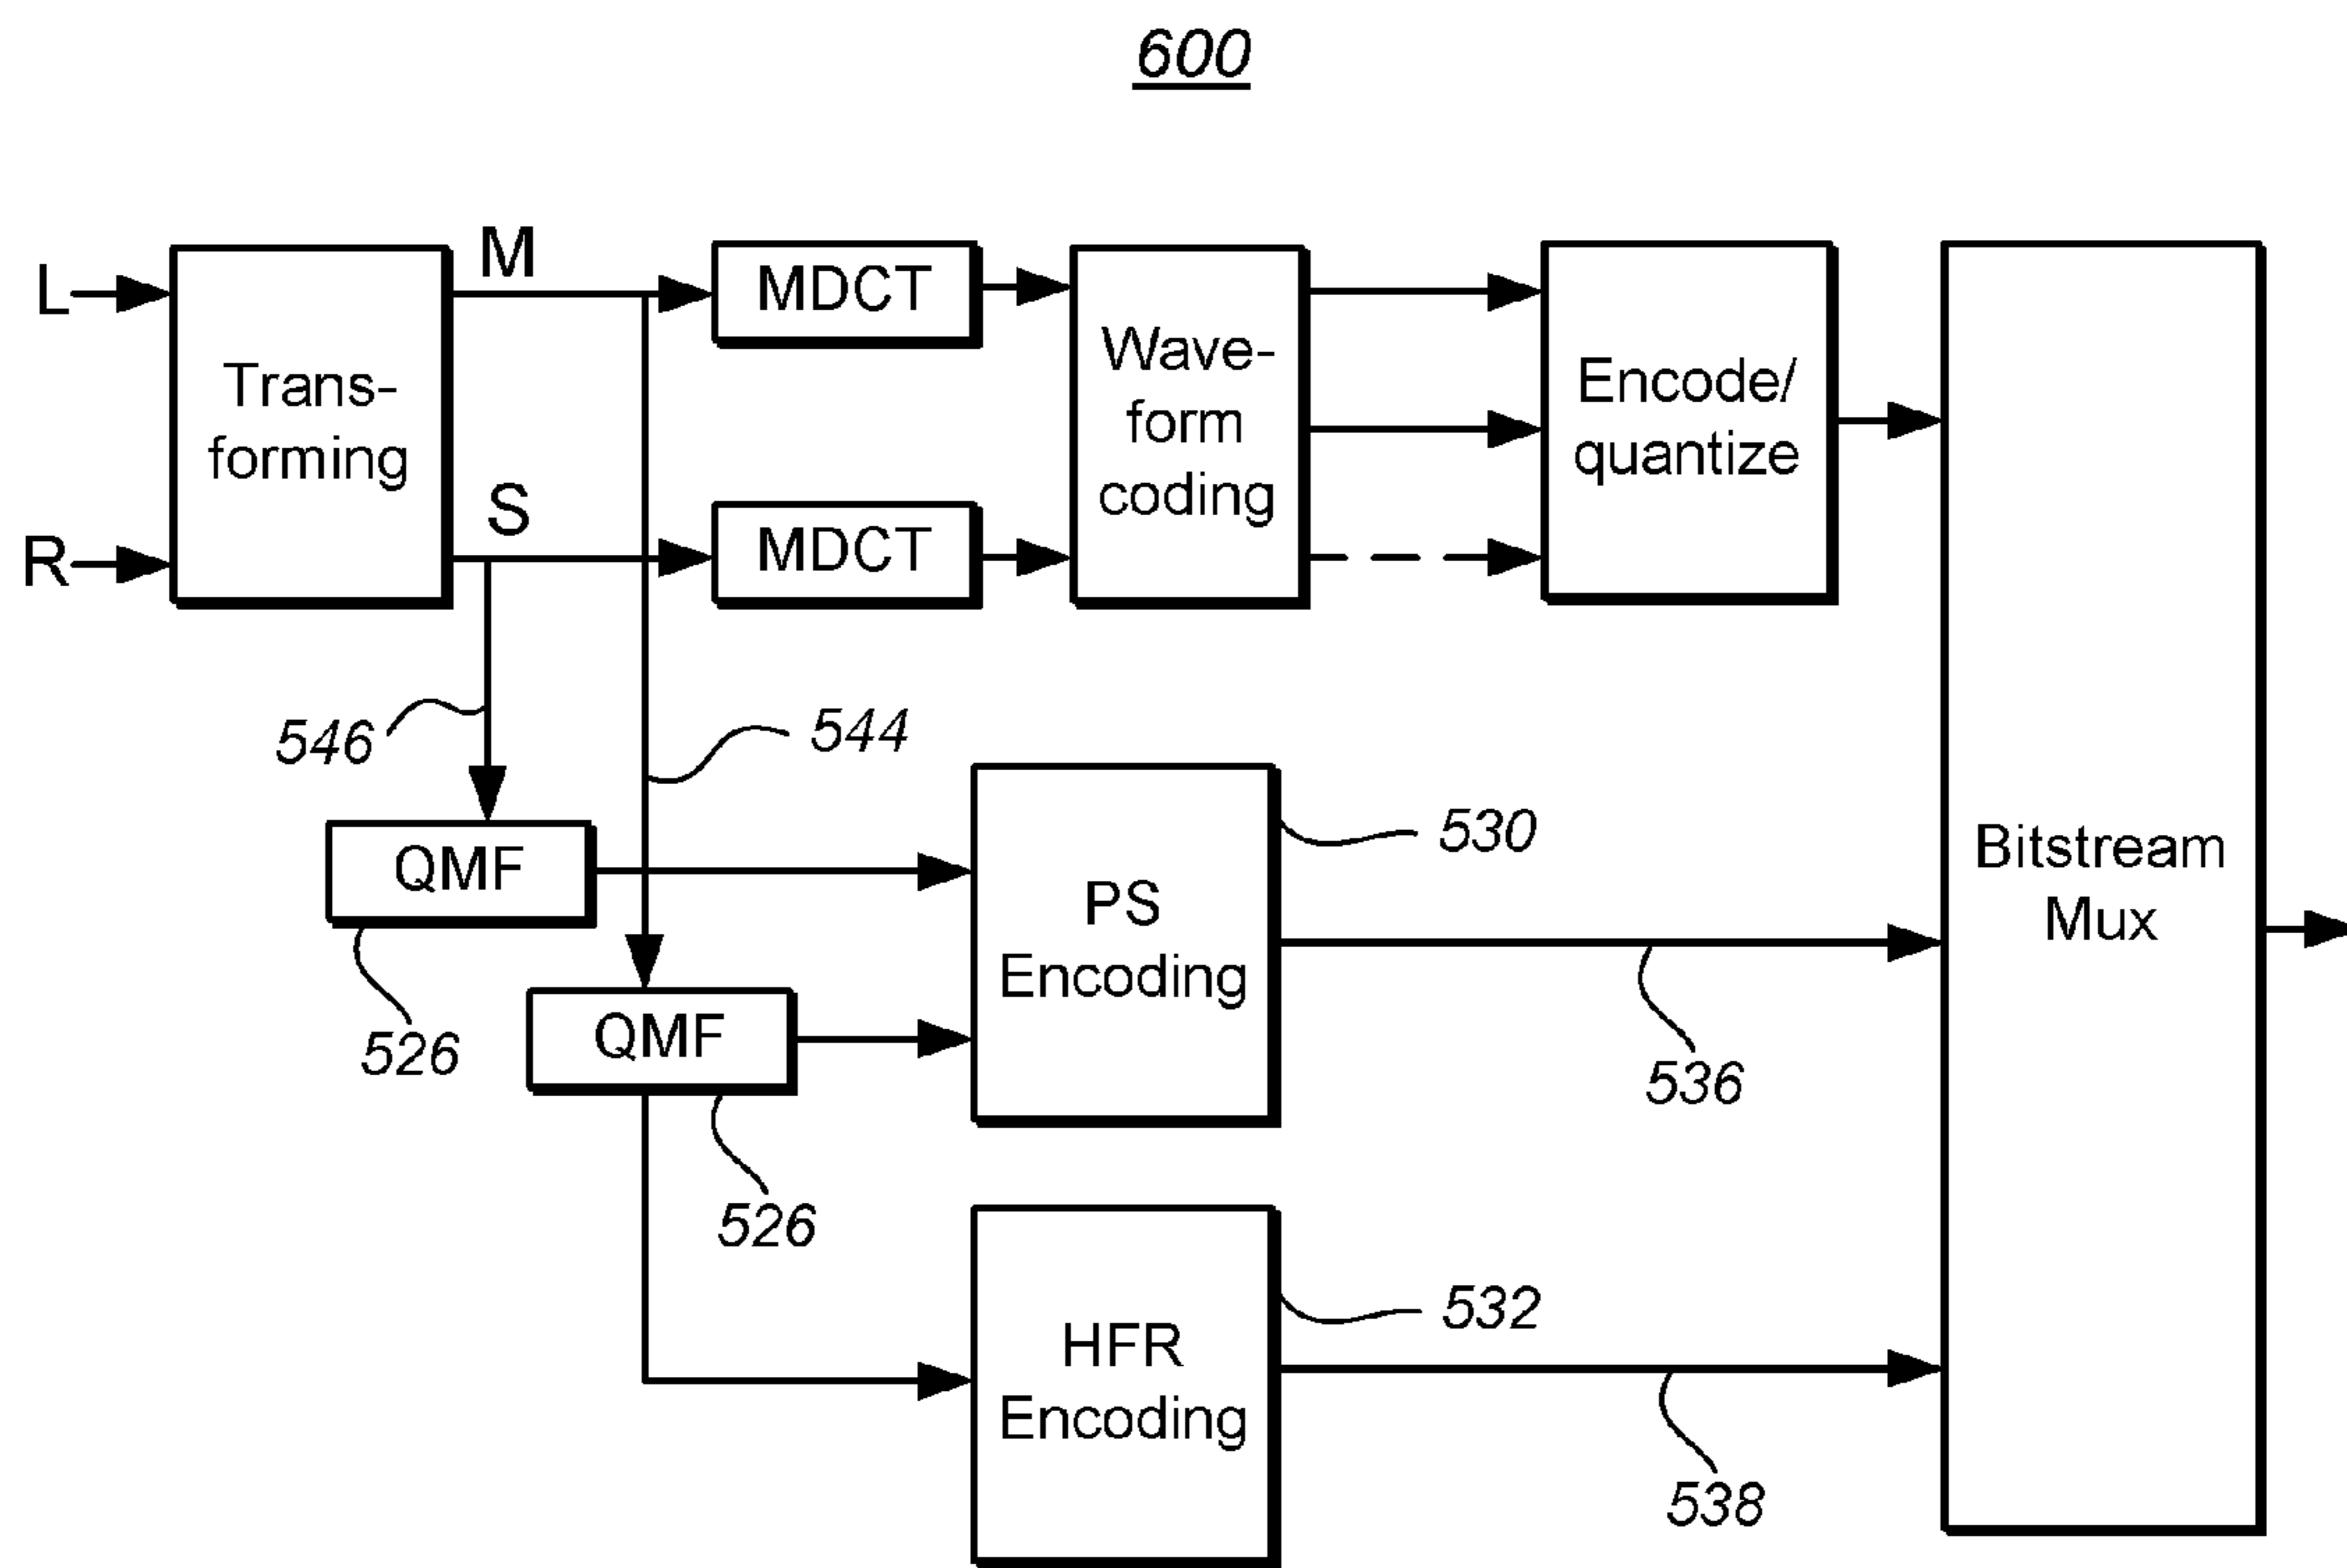 600
L
R
Trans-
forming
M
S
MDCT
MDCT
Wave-
form
coding
Encode/
quantize
Bitstream
Mux
546
544
QMF
526
QMF
526
PS
Encoding
530
536
HFR
Encoding
532
538